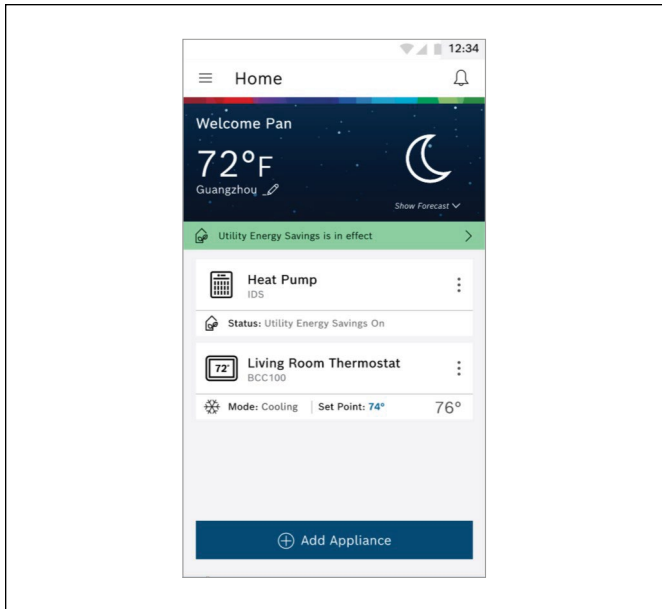 12:34
Home
Welcome Pan
72°F
Guangzhou
Show Forecast
Utility Energy Savings is in effect
Heat Pump
IDS
Status: Utility Energy Savings On
72°
Living Room Thermostat
BCC100
Mode: Cooling | Set Point: 74° 76°
Add Appliance